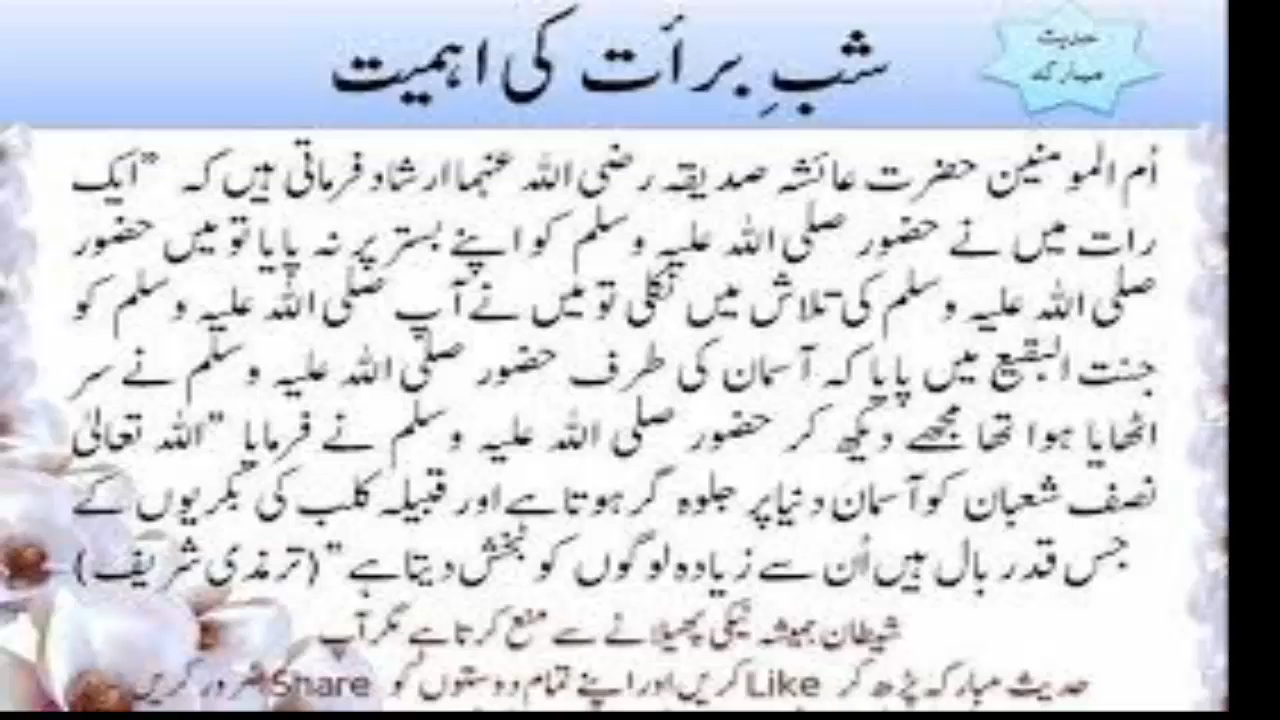 شبِ برأت کی اہمیت
حدیث
مبارکہ
اُم المومنین حضرت عائشہ صدیقہ رضی اللہ عنہما ارشاد فرماتی ہیں کہ "ایک
رات میں نے حضور صلی اللہ علیہ وسلم کو اپنے بستر پر نہ پایا تو میں حضور
صلی اللہ علیہ وسلم کی تلاش میں نکلی تو میں نے آپ صلی اللہ علیہ وسلم کو
جنت البقیع میں پایا کہ آسمان کی طرف حضور صلی اللہ علیہ وسلم نے سر
اٹھایا ہوا تھا مجھے دیکھ کر حضور صلی اللہ علیہ وسلم نے فرمایا "اللہ تعالیٰ
نصف شعبان کو آسمان دنیا پر جلوہ گر ہوتا ہے اور قبیلہ کلب کی بکریوں کے
جس قدر بال ہیں اُن سے زیادہ لوگوں کو بخش دیتا ہے" (ترمذی شریف)
شیطان ہمیشہ نیکی پھیلانے سے منع کرتا ہے مگر آپ
حدیث مبارکہ پڑھ کر Like کریں اور اپنے تمام دوستوں کو Share ضرور کریں